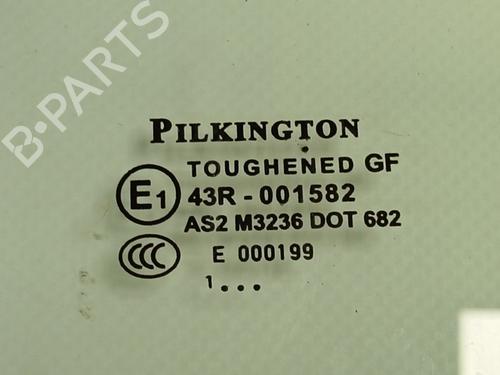 B-PARTS
PILKINGTON
TOUGHENED GF
E1 43R - 001582
AS2 M3236 DOT 682
CCC E 000199
1...